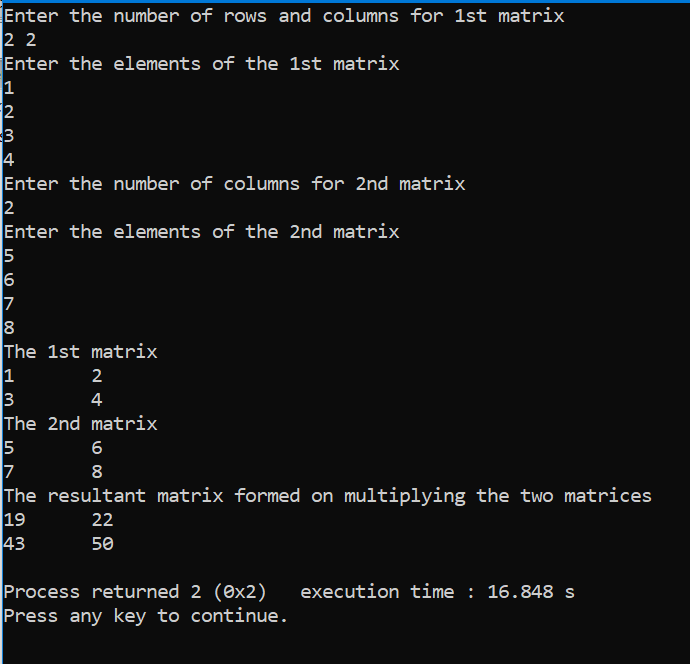 Enter the number of rows and columns for 1st matrix
2 2
Enter the elements of the 1st matrix
1
2
3
4
Enter the number of columns for 2nd matrix
2
Enter the elements of the 2nd matrix
5
6
7
8
The 1st matrix
1       2
3       4
The 2nd matrix
5       6
7       8
The resultant matrix formed on multiplying the two matrices
19      22
43      50
Process returned 2 (0x2)   execution time : 16.848 s
Press any key to continue.